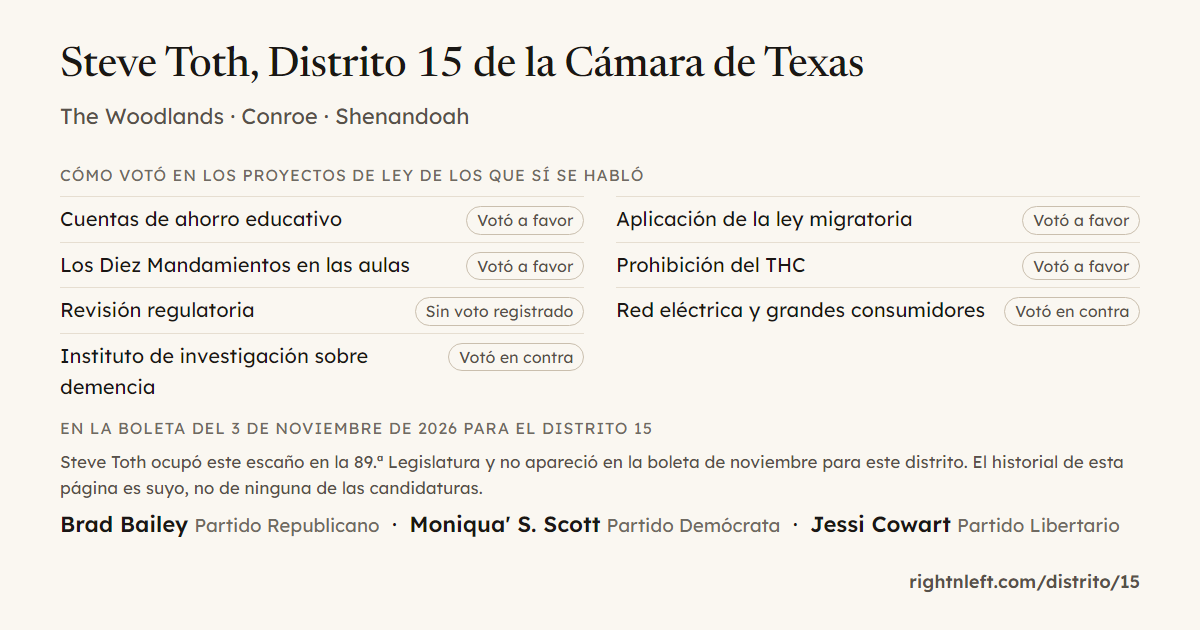 Steve Toth, Distrito 15 de la Cámara de Texas
The Woodlands · Conroe · Shenandoah
CÓMO VOTÓ EN LOS PROYECTOS DE LEY DE LOS QUE SÍ SE HABLÓ
Cuentas de ahorro educativo Votó a favor
Aplicación de la ley migratoria Votó a favor
Los Diez Mandamientos en las aulas Votó a favor
Prohibición del THC Votó a favor
Revisión regulatoria Sin voto registrado
Red eléctrica y grandes consumidores Votó en contra
Instituto de investigación sobre Votó en contra
demencia
EN LA BOLETA DEL 3 DE NOVIEMBRE DE 2026 PARA EL DISTRITO 15
Steve Toth ocupó este escaño en la 89.ª Legislatura y no apareció en la boleta de noviembre para este distrito. El historial de esta
página es suyo, no de ninguna de las candidaturas.
Brad Bailey Partido Republicano · Moniqua' S. Scott Partido Demócrata · Jessi Cowart Partido Libertario
rightnleft.com/distrito/15